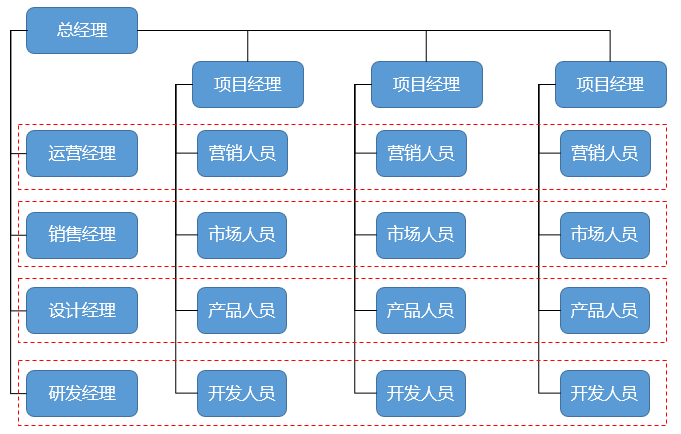 总经理
项目经理 项目经理 项目经理
运营经理 营销人员 营销人员 营销人员
销售经理 市场人员 市场人员 市场人员
设计经理 产品人员 产品人员 产品人员
研发经理 开发人员 开发人员 开发人员